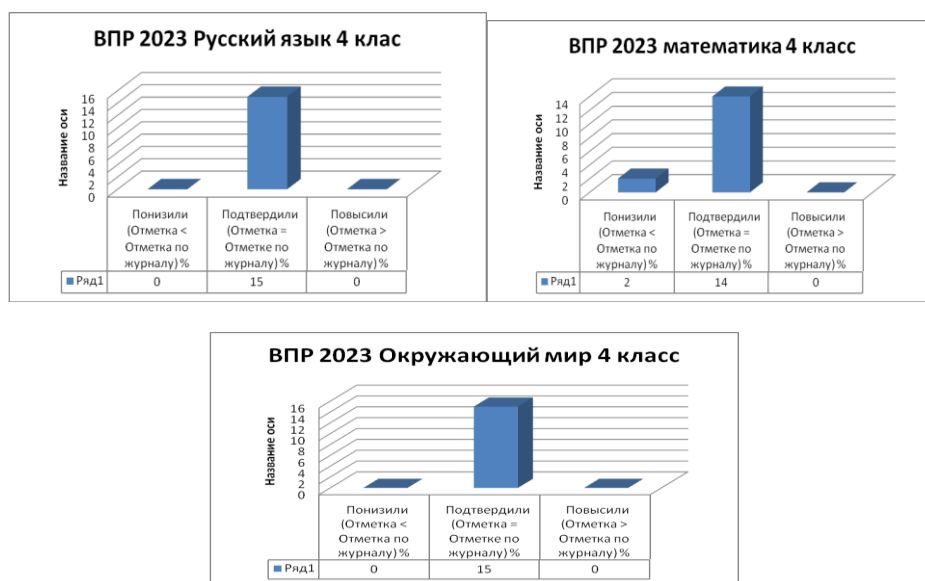 ВПР 2023 Русский язык 4 клас
Название оси
16
14
12
10
8
6
4
2
0
Понизили (Отметка < Отметка по журналу) %
Подтвердили (Отметка = Отметке по журналу) %
Повысили (Отметка > Отметка по журналу) %
Ряд1 0 15 0
ВПР 2023 математика 4 класс
Название оси
14
12
10
8
6
4
2
0
Понизили (Отметка < Отметка по журналу) %
Подтвердили (Отметка = Отметке по журналу) %
Повысили (Отметка > Отметка по журналу) %
Ряд1 2 14 0
ВПР 2023 Окружающий мир 4 класс
Название оси
16
14
12
10
8
6
4
2
0
Понизили (Отметка < Отметка по журналу) %
Подтвердили (Отметка = Отметке по журналу) %
Повысили (Отметка > Отметка по журналу) %
Ряд1 0 15 0